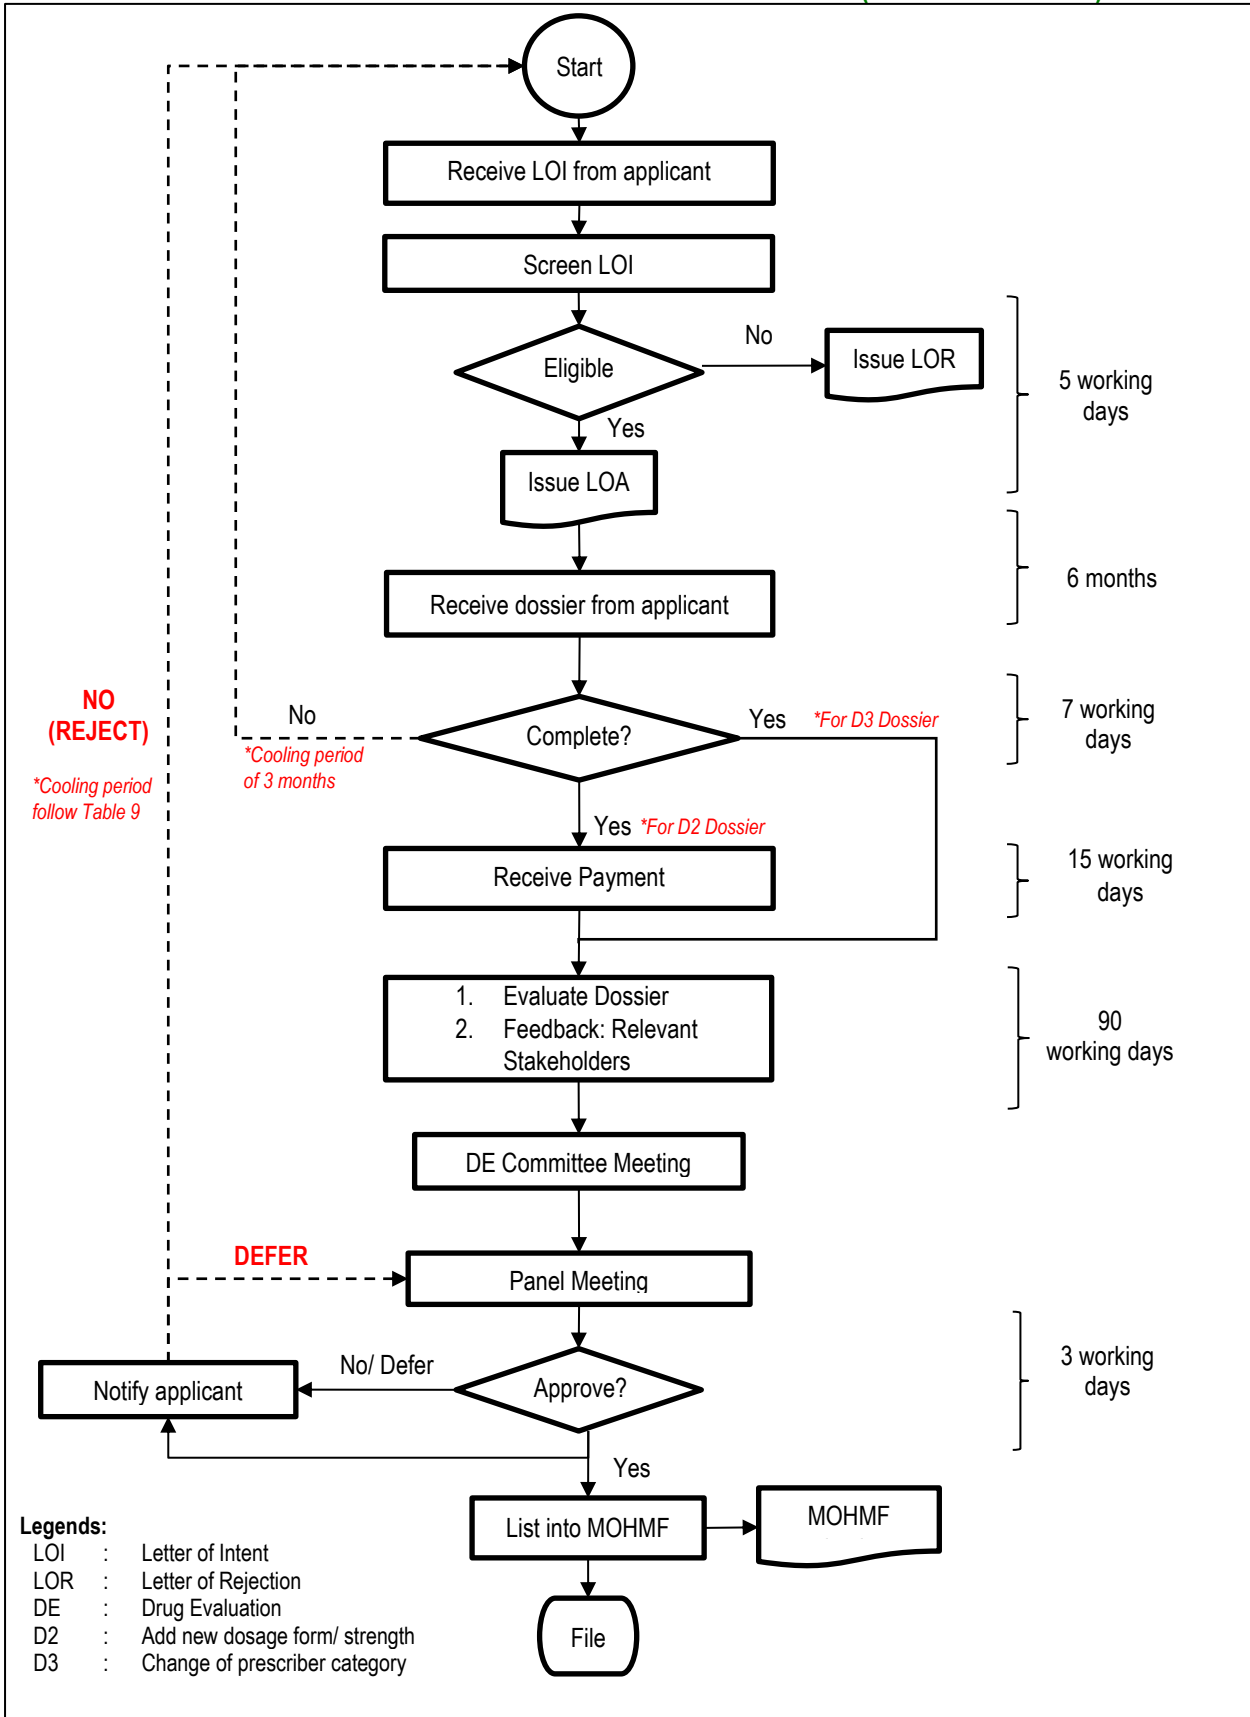 Start
Receive LOI from applicant
Screen LOI
Eligible
No
Issue LOR
5 working
days
Yes
Issue LOA
6 months
Receive dossier from applicant
NO
(REJECT)
*Cooling period
follow Table 9
No
*Cooling period
of 3 months
Complete?
Yes *For D3 Dossier
7 working
days
Yes *For D2 Dossier
Receive Payment
15 working
days
1. Evaluate Dossier
2. Feedback: Relevant
Stakeholders
90
working days
DE Committee Meeting
DEFER
Panel Meeting
No/ Defer
Notify applicant
Approve?
3 working
days
Yes
List into MOHMF
MOHMF
File
Legends:
LOI : Letter of Intent
LOR : Letter of Rejection
DE : Drug Evaluation
D2 : Add new dosage form/ strength
D3 : Change of prescriber category